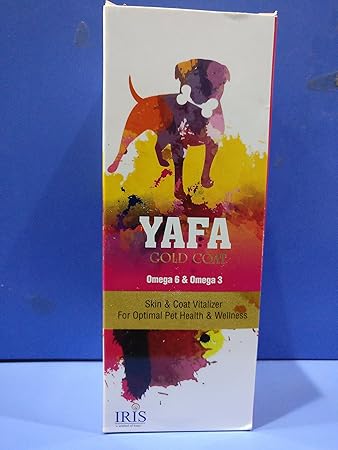 YAFA
GOLD COAT
Omega 6 & Omega 3
Skin & Coat Vitalizer
For Optimal Pet Health & Wellness
IRIS